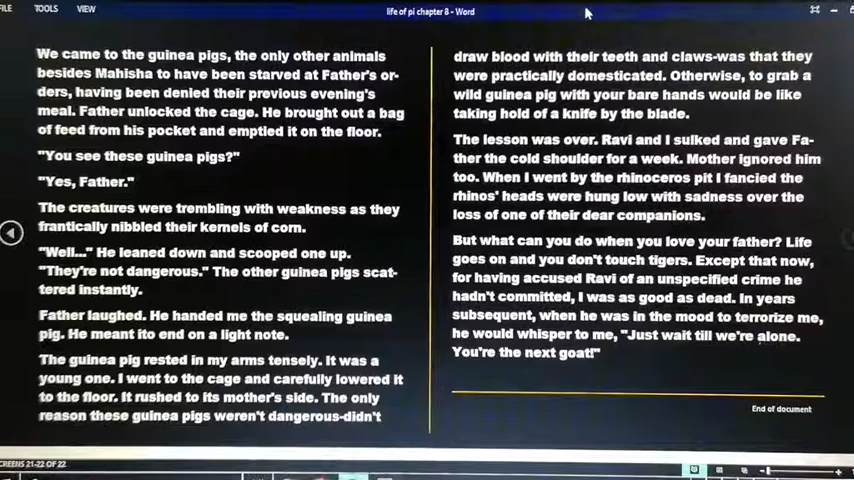 FILE TOOLS VIEW
life of pi chapter 8 - Word
We came to the guinea pigs, the only other animals
besides Mahisha to have been starved at Father's or-
ders, having been denied their previous evening's
meal. Father unlocked the cage. He brought out a bag
of feed from his pocket and emptied it on the floor.
"You see these guinea pigs?"
"Yes, Father."
The creatures were trembling with weakness as they
frantically nibbled their kernels of corn.
"Well..." He leaned down and scooped one up.
"They're not dangerous." The other guinea pigs scat-
tered instantly.
Father laughed. He handed me the squealing guinea
pig. He meant ito end on a light note.
The guinea pig rested in my arms tensely. It was a
young one. I went to the cage and carefully lowered it
to the floor. It rushed to its mother's side. The only
reason these guinea pigs weren't dangerous-didn't
draw blood with their teeth and claws-was that they
were practically domesticated. Otherwise, to grab a
wild guinea pig with your bare hands would be like
taking hold of a knife by the blade.
The lesson was over. Ravi and I sulked and gave Fa-
ther the cold shoulder for a week. Mother ignored him
too. When I went by the rhinoceros pit I fancied the
rhinos' heads were hung low with sadness over the
loss of one of their dear companions.
But what can you do when you love your father? Life
goes on and you don't touch tigers. Except that now,
for having accused Ravi of an unspecified crime he
hadn't committed, I was as good as dead. In years
subsequent, when he was in the mood to terrorize me,
he would whisper to me, "Just wait till we're alone.
You're the next goat!"
End of document
SCREENS 21-22 OF 22